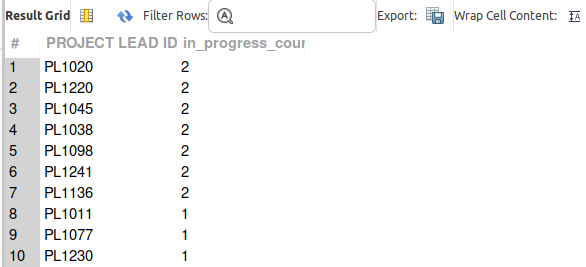 Result Grid Filter Rows: Export: Wrap Cell Content:
# PROJECT LEAD ID in_progress_cour
1 PL1020 2
2 PL1220 2
3 PL1045 2
4 PL1038 2
5 PL1098 2
6 PL1241 2
7 PL1136 2
8 PL1011 1
9 PL1077 1
10 PL1230 1